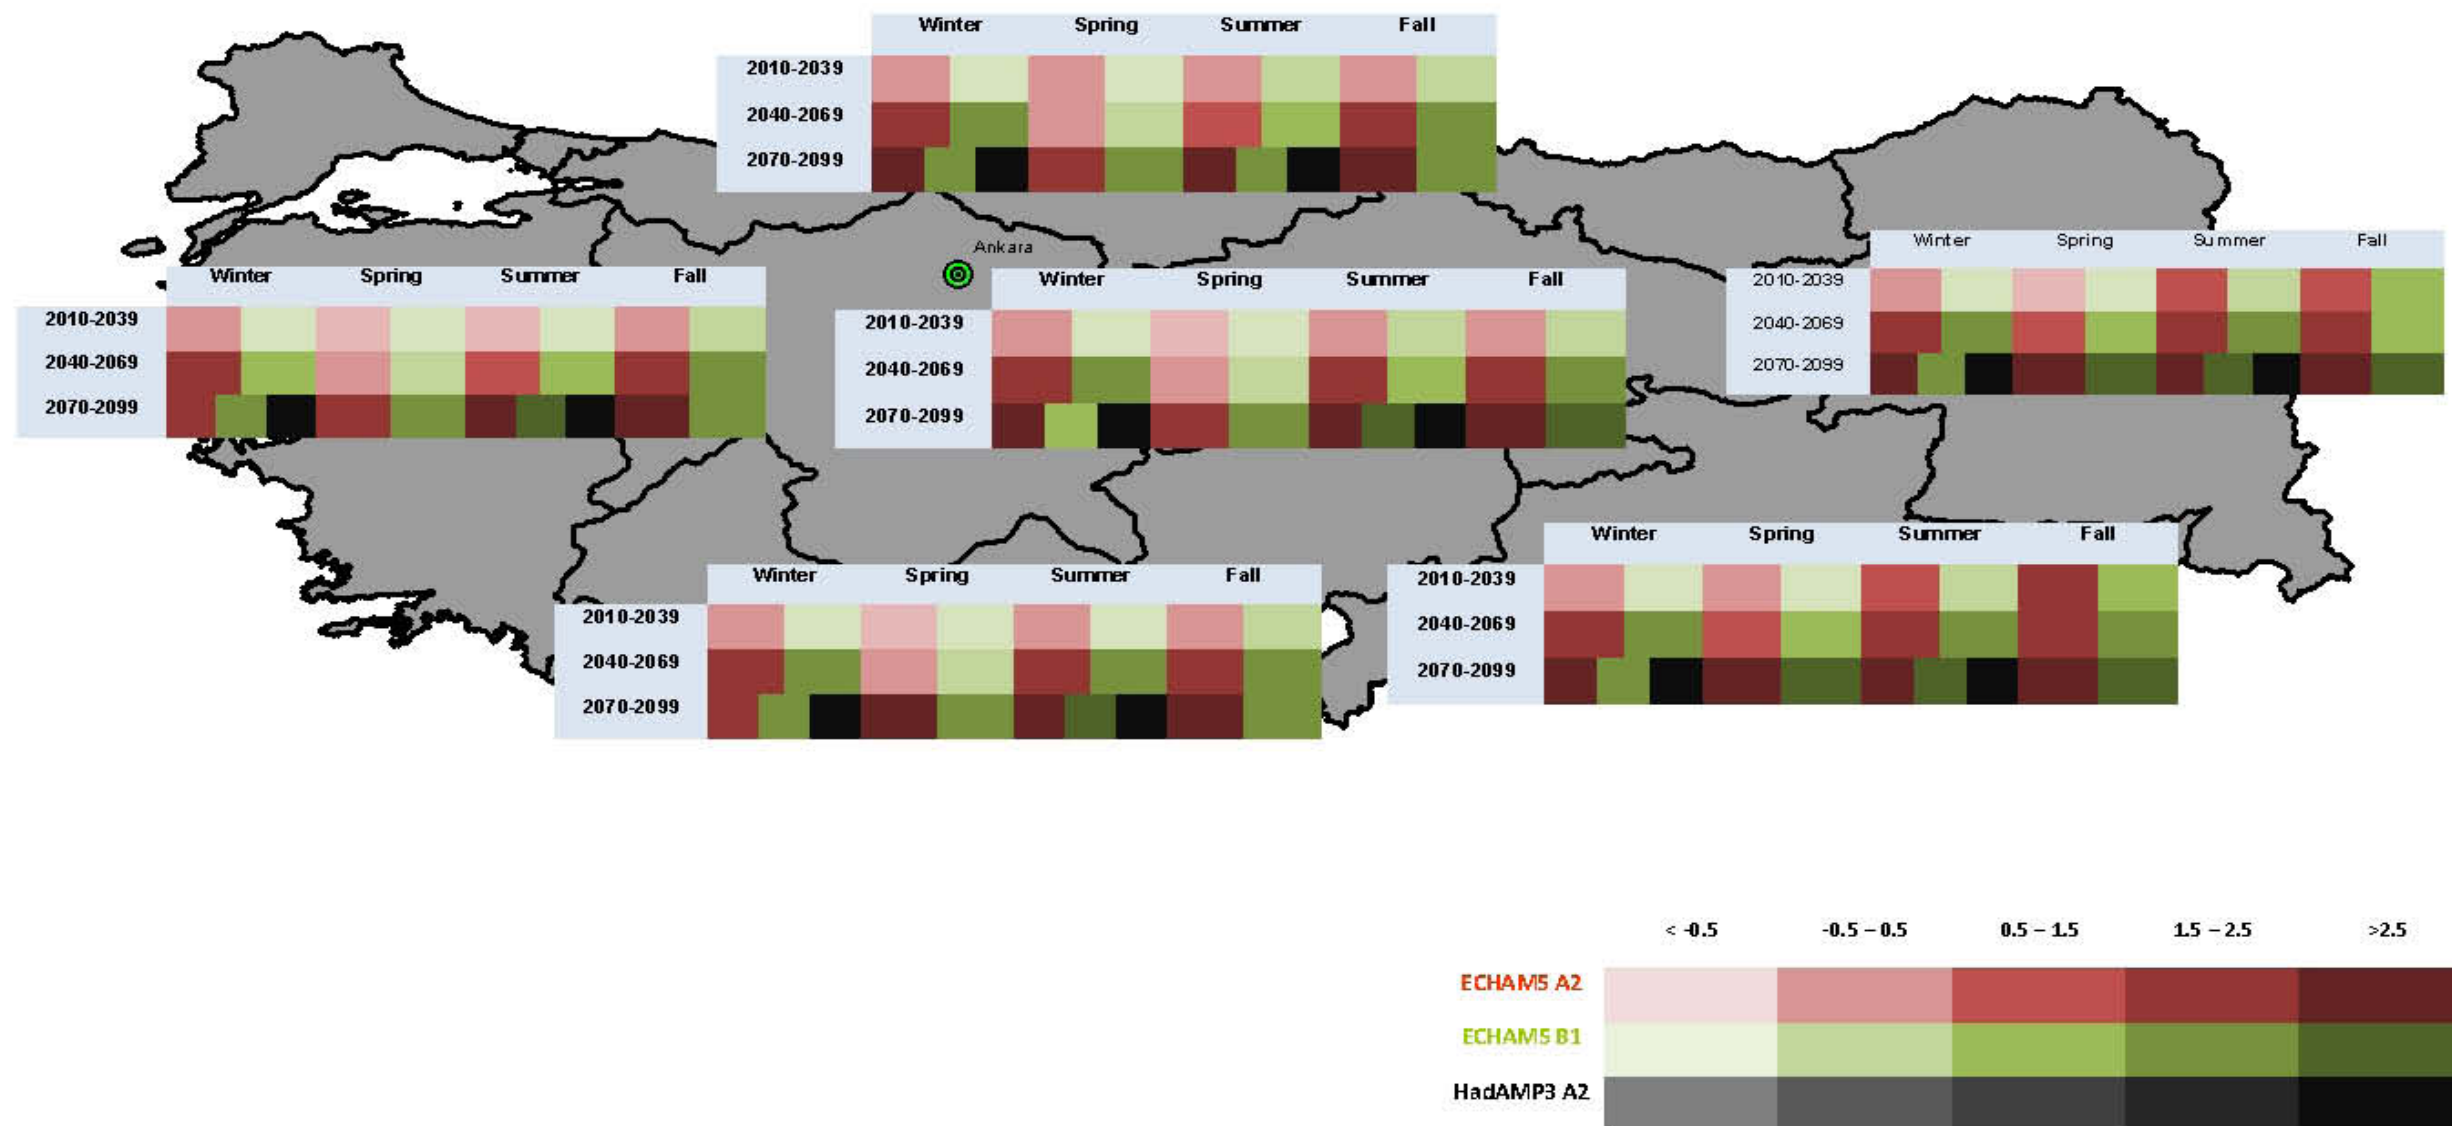 Winter Spring Summer Fall
2010-2039
2040-2069
2070-2099
Ankara
Winter Spring Summer Fall
2010-2039
2040-2069
2070-2099
Winter Spring Summer Fall
2010-2039
2040-2069
2070-2099
Winter Spring Summer Fall
2010-2039
2040-2069
2070-2099
Winter Spring Summer Fall
2010-2039
2040-2069
2070-2099
Winter Spring Summer Fall
2010-2039
2040-2069
2070-2099
< -0.5 -0.5 – 0.5 0.5 – 1.5 1.5 – 2.5 >2.5
ECHAM5 A2
ECHAM5 B1
HadAMP3 A2